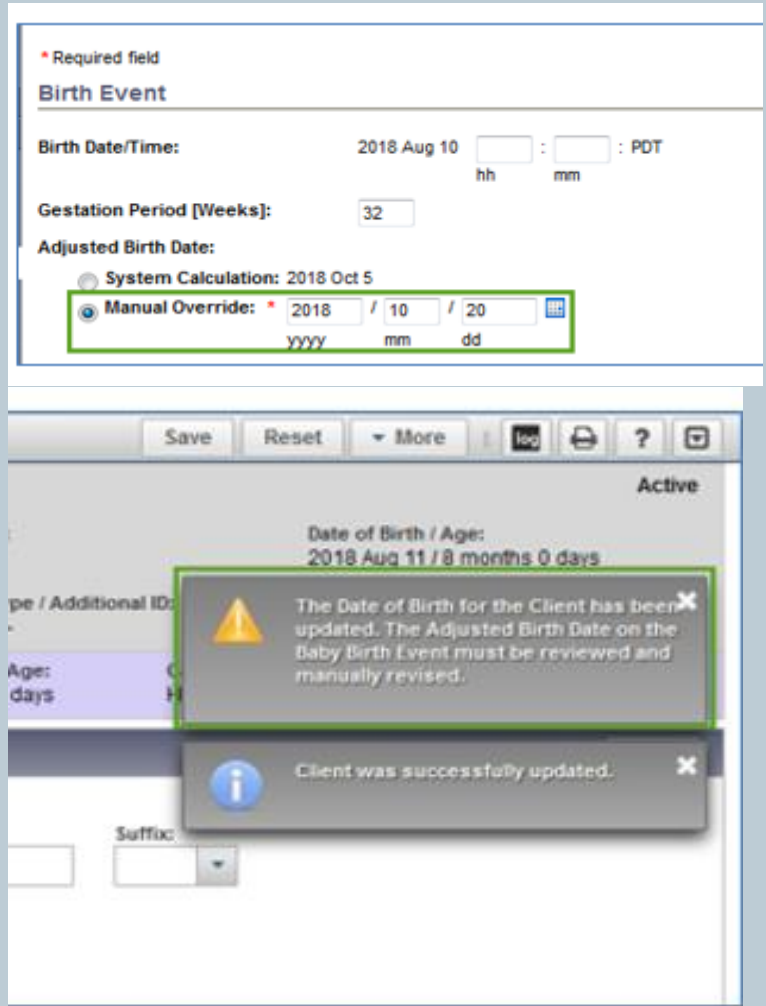 * Required field
Birth Event
Birth Date/Time: 2018 Aug 10 : : PDT
hh mm
Gestation Period [Weeks]: 32
Adjusted Birth Date:
System Calculation: 2018 Oct 5
Manual Override: * 2018 / 10 / 20
yyyy mm dd
Save Reset More log ?
Active
Date of Birth / Age:
2018 Aug 11 / 8 months 0 days
pe / Additional ID:
The Date of Birth for the Client has been
updated. The Adjusted Birth Date on the
Baby Birth Event must be reviewed and
manually revised.
Age:
days
Client was successfully updated.
Suffix: